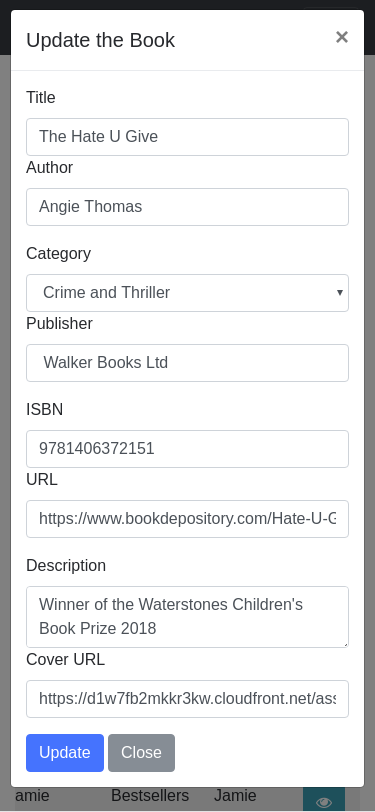 Update the Book
×
Title
The Hate U Give
Author
Angie Thomas
Category
Crime and Thriller
Publisher
Walker Books Ltd
ISBN
9781406372151
URL
https://www.bookdepository.com/Hate-U-G
Description
Winner of the Waterstones Children's
Book Prize 2018
Cover URL
https://d1w7fb2mkkr3kw.cloudfront.net/ass
Update Close
amie Bestsellers Jamie